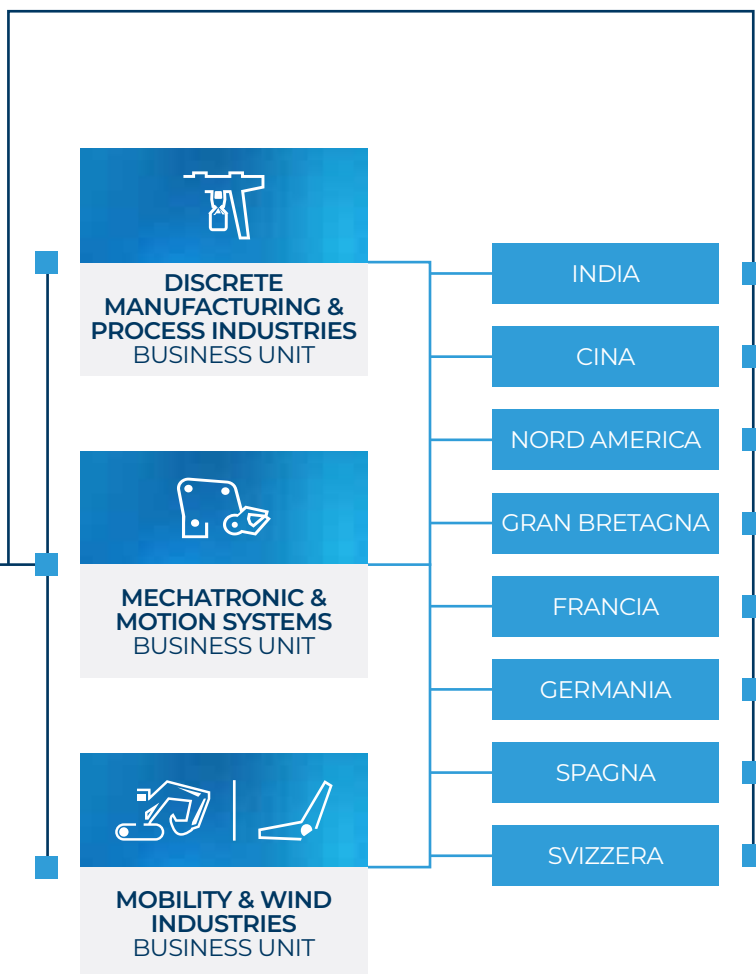 DISCRETE
MANUFACTURING &
PROCESS INDUSTRIES
BUSINESS UNIT
MECHATRONIC &
MOTION SYSTEMS
BUSINESS UNIT
MOBILITY & WIND
INDUSTRIES
BUSINESS UNIT
INDIA
CINA
NORD AMERICA
GRAN BRETAGNA
FRANCIA
GERMANIA
SPAGNA
SVIZZERA